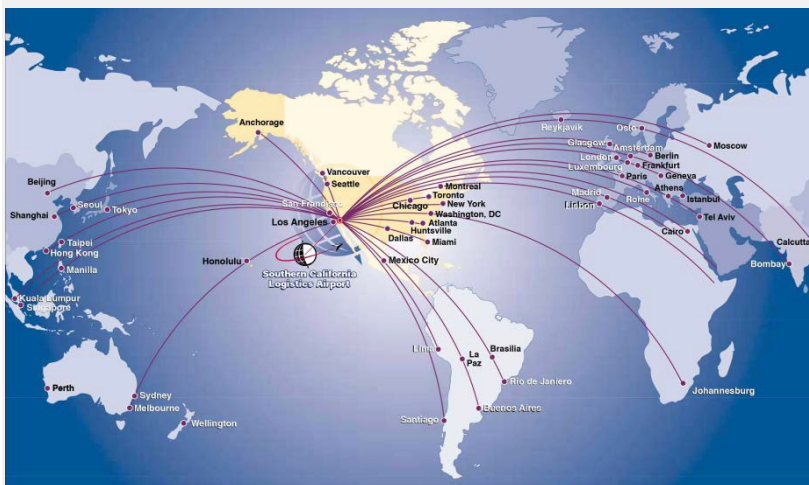 Anchorage
Reykjavik
Oslo
Moscow
Glasgow
Amsterdam
Berlin
London
Frankfurt
Luxembourg
Geneva
Paris
Athens
Istanbul
Madrid
Rome
Lisbon
Tel Aviv
Cairo
Calcutta
Bombay
Vancouver
Seattle
Montreal
Toronto
San Francisco
Chicago
New York
Washington, DC
Los Angeles
Atlanta
Huntsville
Dallas
Miami
Mexico City
Beijing
Seoul
Shanghai
Tokyo
Taipei
Hong Kong
Manilla
Honolulu
Southern California
Logistics Airport
Kuala Lumpur
Singapore
Lima
La
Paz
Brasilia
Rio de Janiero
Perth
Sydney
Melbourne
Santiago
Buenos Aires
Johannesburg
Wellington